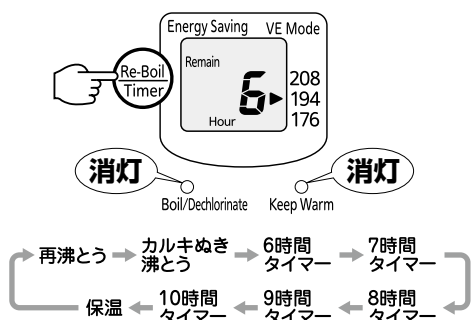 Energy Saving VE Mode
Re-Boil
Timer
Remain
6
208
194
176
Hour
消灯
消灯
Boil/Dechlorinate Keep Warm
再沸とう
カルキぬき
沸とう
6時間
タイマー
7時間
タイマー
8時間
タイマー
9時間
タイマー
10時間
タイマー
保温